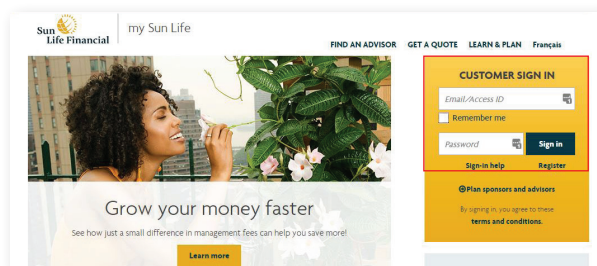 Sun
Life Financial
my Sun Life
FIND AN ADVISOR GET A QUOTE LEARN & PLAN Français
CUSTOMER SIGN IN
Email/Access ID
Remember me
Password Sign in
Sign-in help Register
Plan sponsors and advisors
By signing in, you agree to these
terms and conditions.
Grow your money faster
See how just a small difference in management fees can help you save more!
Learn more